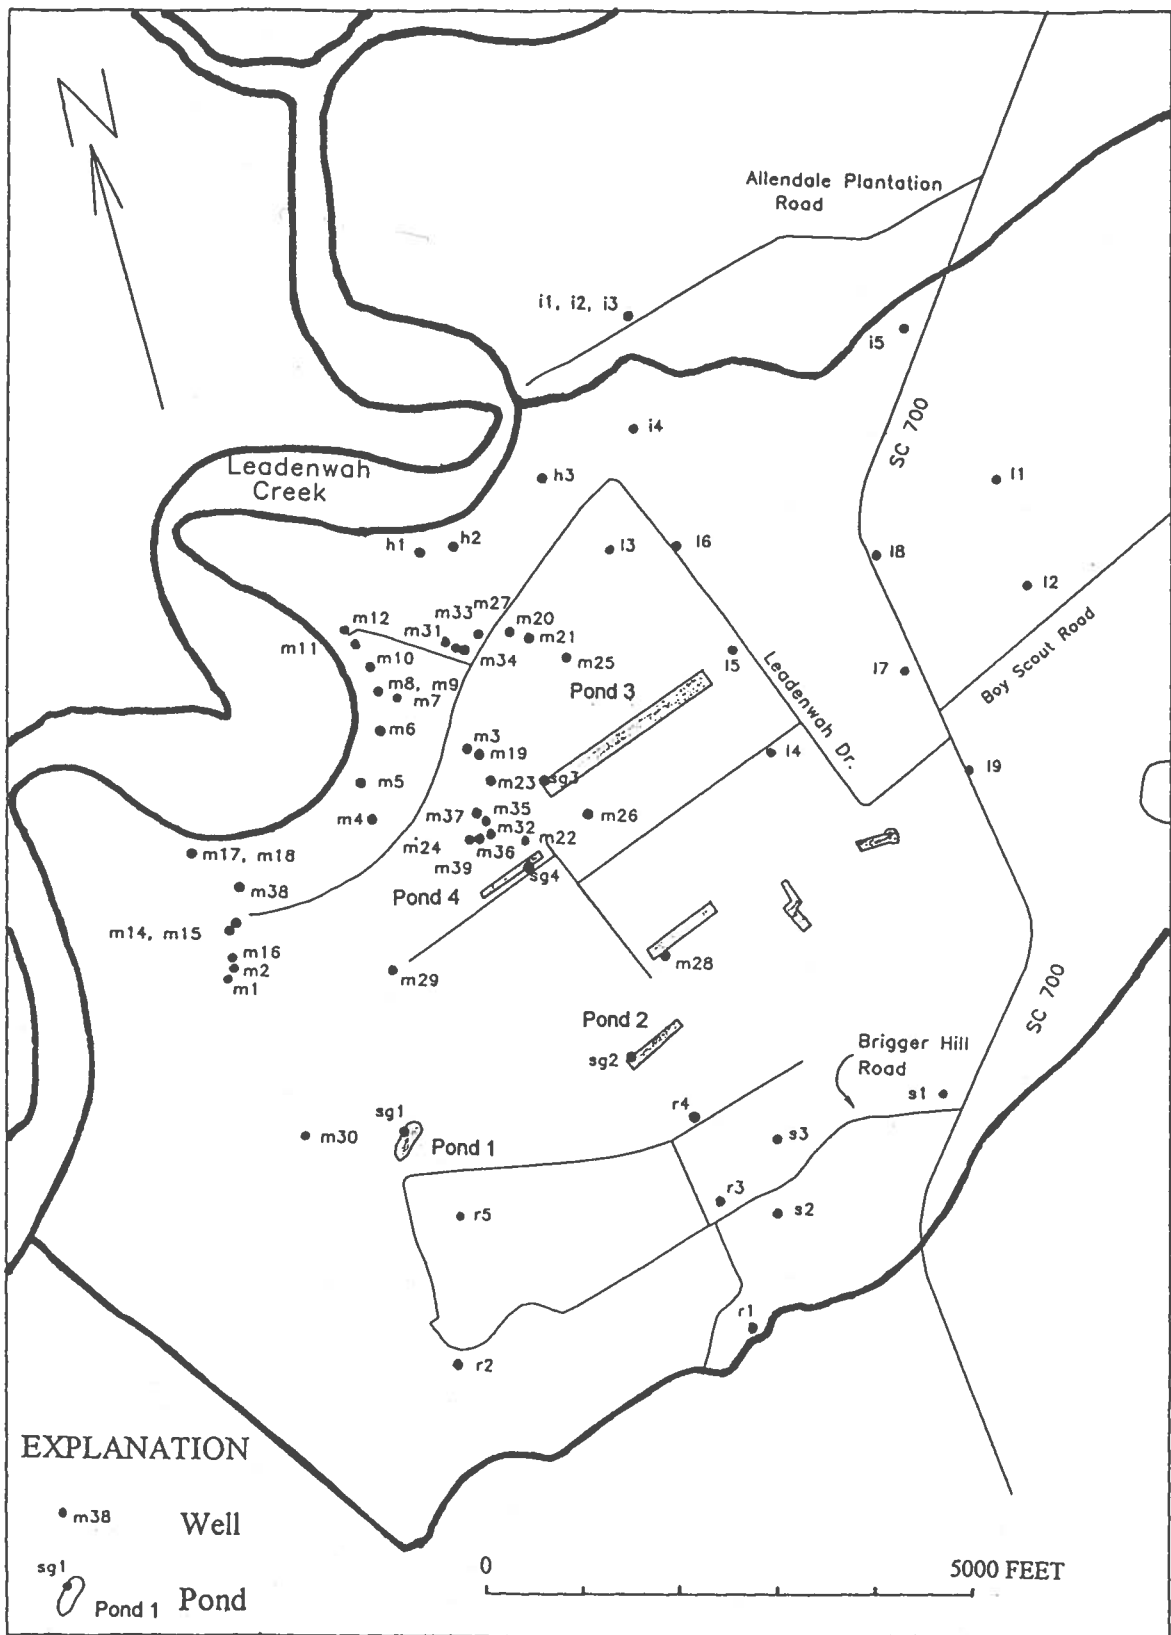 N
Allendale Plantation
Road
i1, i2, i3
i5
i4
SC 700
Leadenwah
Creek
h3
l1
h1
h2
l3
l6
l8
l2
m27
m33
m12
m31
m20
m21
m11
m34
m10
m25
l5
l7
Boy Scout Road
m8, m9
m7
Pond 3
Leadenwah Dr.
m6
m3
m19
l4
l9
m5
m23
sg3
m37
m35
m26
m4
m32
m22
m24
m36
m17, m18
m39
sg4
m38
Pond 4
m14, m15
m16
m2
m1
m29
m28
SC 700
Pond 2
sg2
Brigger Hill
Road
s1
sg1
r4
m30
Pond 1
s3
r3
r5
s2
r1
r2
EXPLANATION
m38 Well
sg1
Pond 1 Pond
0 5000 FEET